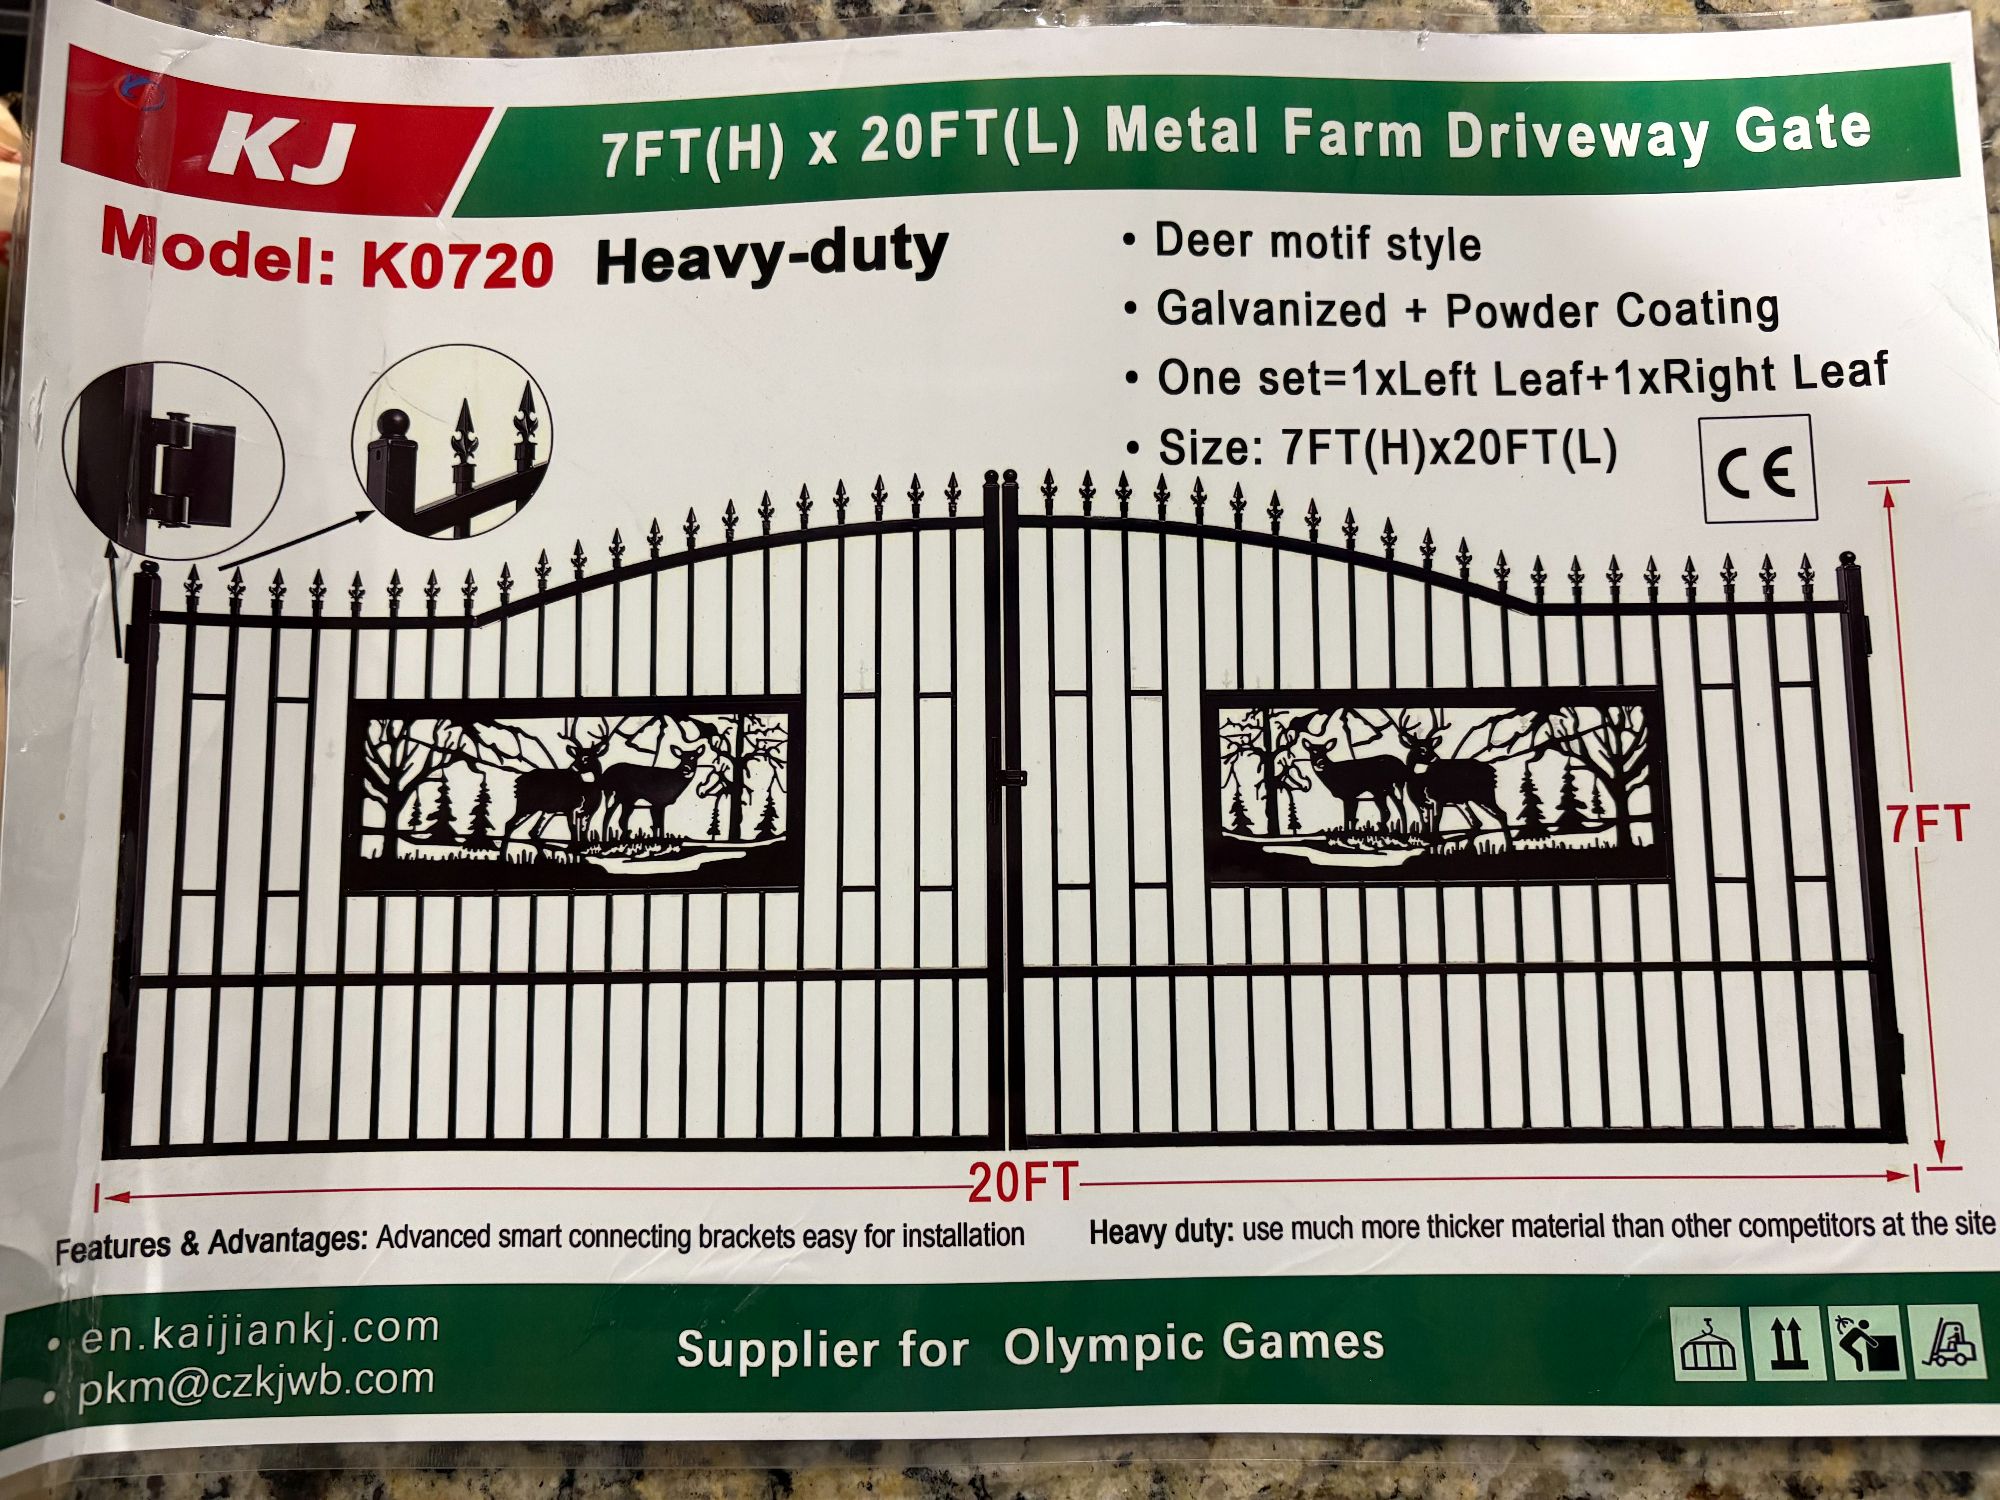 KJ
7FT(H) x 20FT(L) Metal Farm Driveway Gate
Model: K0720 Heavy-duty
• Deer motif style
• Galvanized + Powder Coating
• One set=1xLeft Leaf+1xRight Leaf
• Size: 7FT(H)x20FT(L)
CE
7FT
20FT
Features & Advantages: Advanced smart connecting brackets easy for installation
Heavy duty: use much more thicker material than other competitors at the site
• en.kaijiankj.com
• pkm@czkjwb.com
Supplier for Olympic Games
3